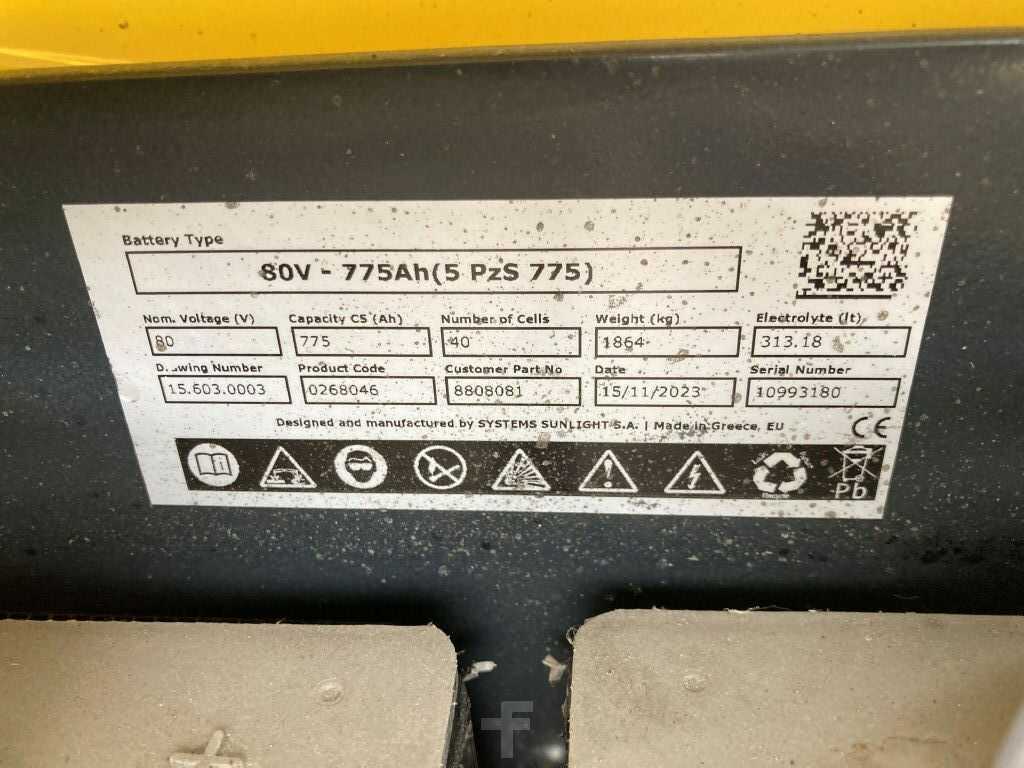 Battery Type
80V - 775Ah(5 PzS 775)
Nom. Voltage (V) Capacity C5 (Ah) Number of Cells Weight (kg) Electrolyte (lt)
80 775 40 1864 313.18
Drawing Number Product Code Customer Part No Date Serial Number
15.603.0003 0268046 8808081 15/11/2023 10993180
Designed and manufactured by SYSTEMS SUNLIGHT S.A. | Made in Greece, EU CE
Recycle Pb